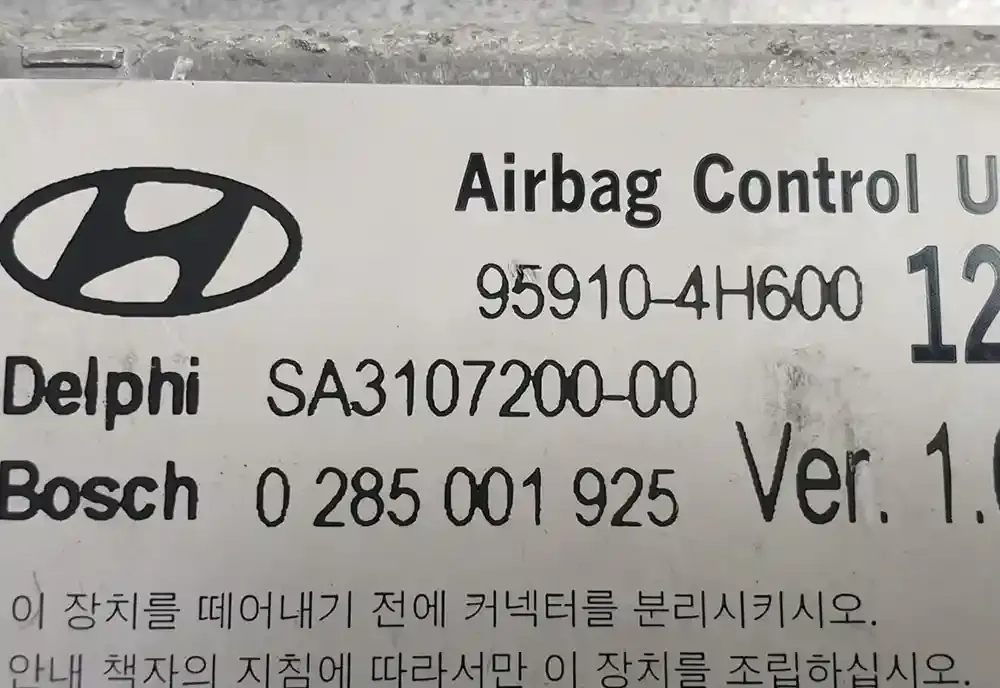 Airbag Control U
95910-4H600 12
Delphi SA3107200-00
Bosch 0 285 001 925 Ver. 1.
이 장치를 떼어내기 전에 커넥터를 분리시키시오.
안내 책자의 지침에 따라서만 이 장치를 조립하십시오.